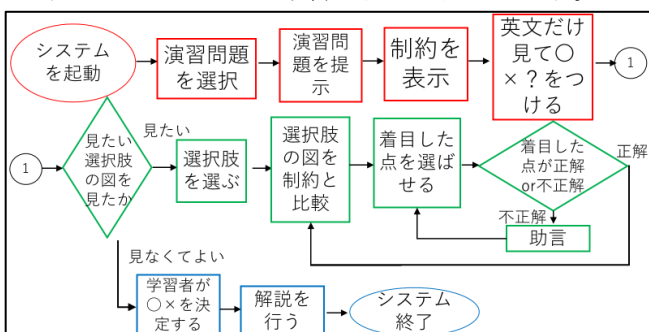 システム
を起動
演習問題
を選択
演習問
題を提
示
制約を
表示
英文だけ
見て〇
×？をつ
ける
1
1
見たい
選択肢
の図を
見たか
見たい
選択肢
を選ぶ
選択肢
の図を
制約と
比較
着目した
点を選ば
せる
着目した
点が正解
or不正解
正解
不正解
助言
見なくてよい
学習者が
〇×を決
定する
解説を
行う
システム
終了